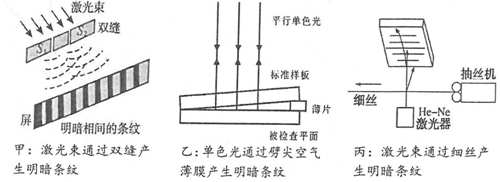 激光束
双缝
S₁
S₂
屏
明暗相间的条纹
甲：激光束通过双缝产
生明暗条纹
平行单色光
标准样板
薄片
被检查平面
乙：单色光通过劈尖空气
薄膜产生明暗条纹
抽丝机
细丝
He-Ne
激光器
丙：激光束通过细丝产
生明暗条纹